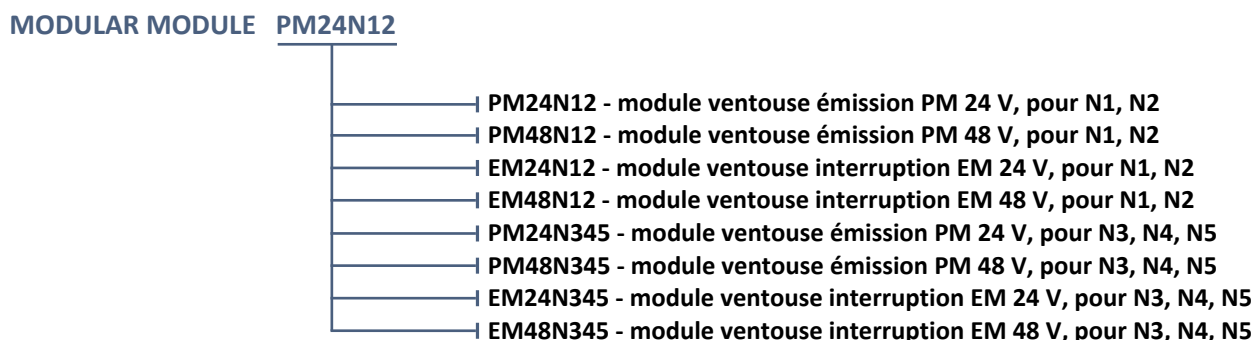 MODULAR MODULE PM24N12
PM24N12 - module ventouse émission PM 24 V, pour N1, N2
PM48N12 - module ventouse émission PM 48 V, pour N1, N2
EM24N12 - module ventouse interruption EM 24 V, pour N1, N2
EM48N12 - module ventouse interruption EM 48 V, pour N1, N2
PM24N345 - module ventouse émission PM 24 V, pour N3, N4, N5
PM48N345 - module ventouse émission PM 48 V, pour N3, N4, N5
EM24N345 - module ventouse interruption EM 24 V, pour N3, N4, N5
EM48N345 - module ventouse interruption EM 48 V, pour N3, N4, N5